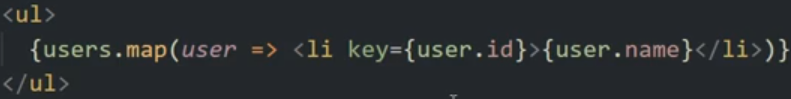 <ul>
{users.map(user => <li key={user.id}>{user.name}</li>)}
</ul>